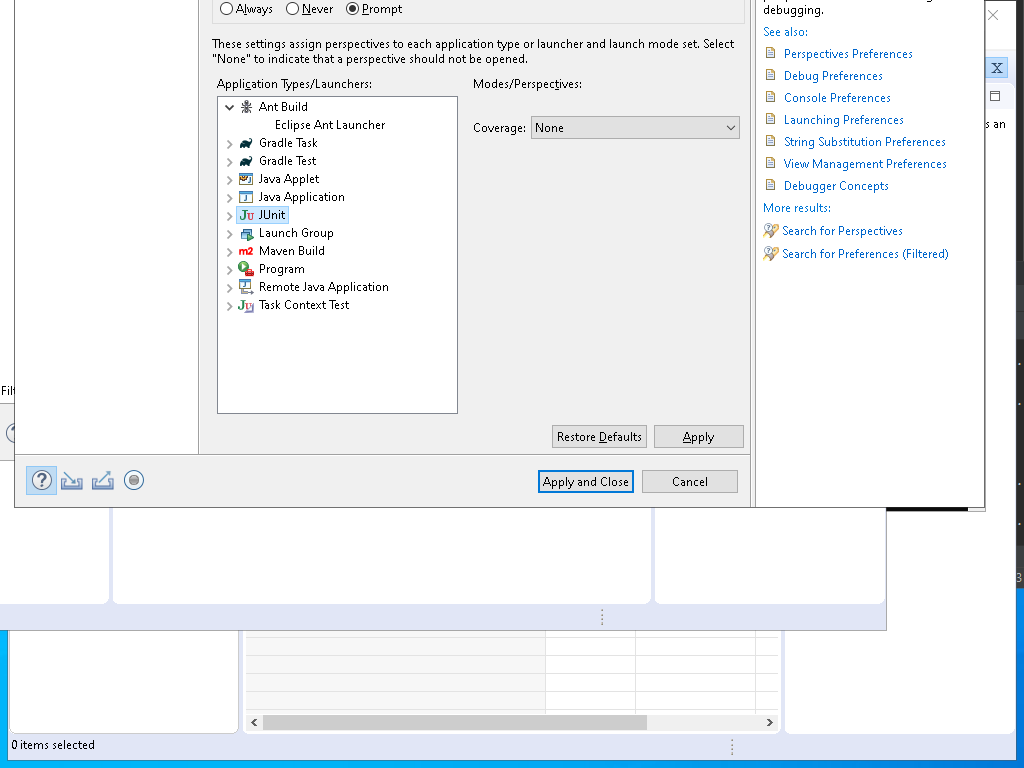 Always
Never
Prompt
These settings assign perspectives to each application type or launcher and launch mode set. Select
"None" to indicate that a perspective should not be opened.
Application Types/Launchers:
Modes/Perspectives:
Ant Build
Eclipse Ant Launcher
Gradle Task
Gradle Test
Java Applet
Java Application
JUnit
Launch Group
Maven Build
Program
Remote Java Application
Task Context Test
Coverage:
None
Restore Defaults
Apply
Apply and Close
Cancel
debugging.
See also:
Perspectives Preferences
Debug Preferences
Console Preferences
Launching Preferences
String Substitution Preferences
View Management Preferences
Debugger Concepts
More results:
Search for Perspectives
Search for Preferences (Filtered)
X
s an
Filt
3
0 items selected